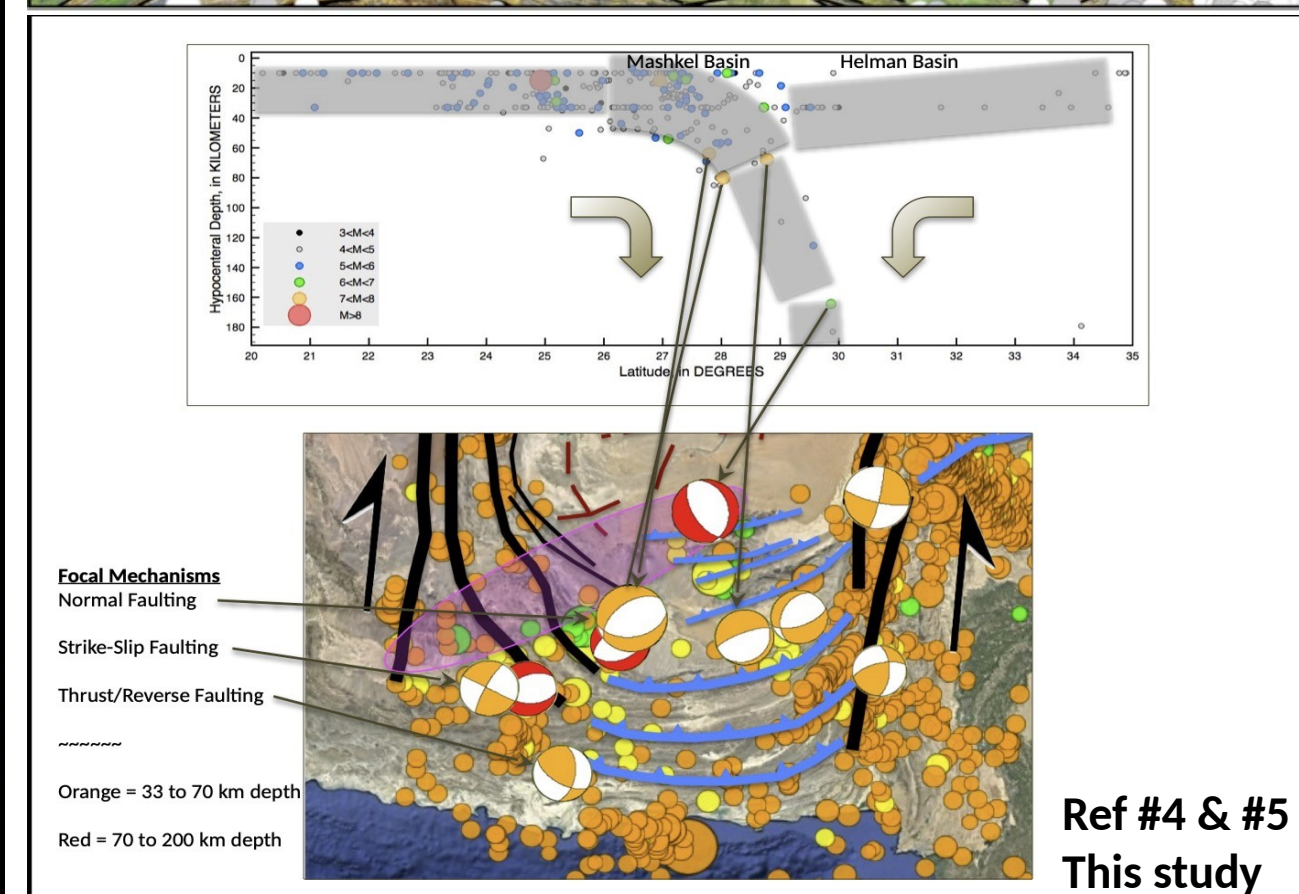 Mashkel Basin
Helman Basin
0
20
40
60
80
100
120
140
160
180
Hypocenteral Depth, in KILOMETERS
3<M<4
4<M<5
5<M<6
6<M<7
7<M<8
M>8
20 21 22 23 24 25 26 27 28 29 30 31 32 33 34 35
Latitude, in DEGREES
Focal Mechanisms
Normal Faulting
Strike-Slip Faulting
Thrust/Reverse Faulting
~~~~~~
Orange = 33 to 70 km depth
Red = 70 to 200 km depth
Ref #4 & #5
This study